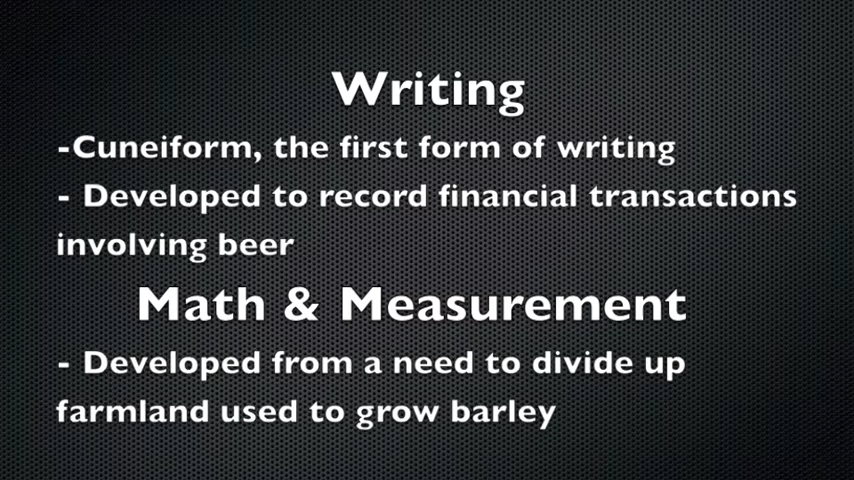 Writing
-Cuneiform, the first form of writing
- Developed to record financial transactions
involving beer
Math & Measurement
- Developed from a need to divide up
farmland used to grow barley